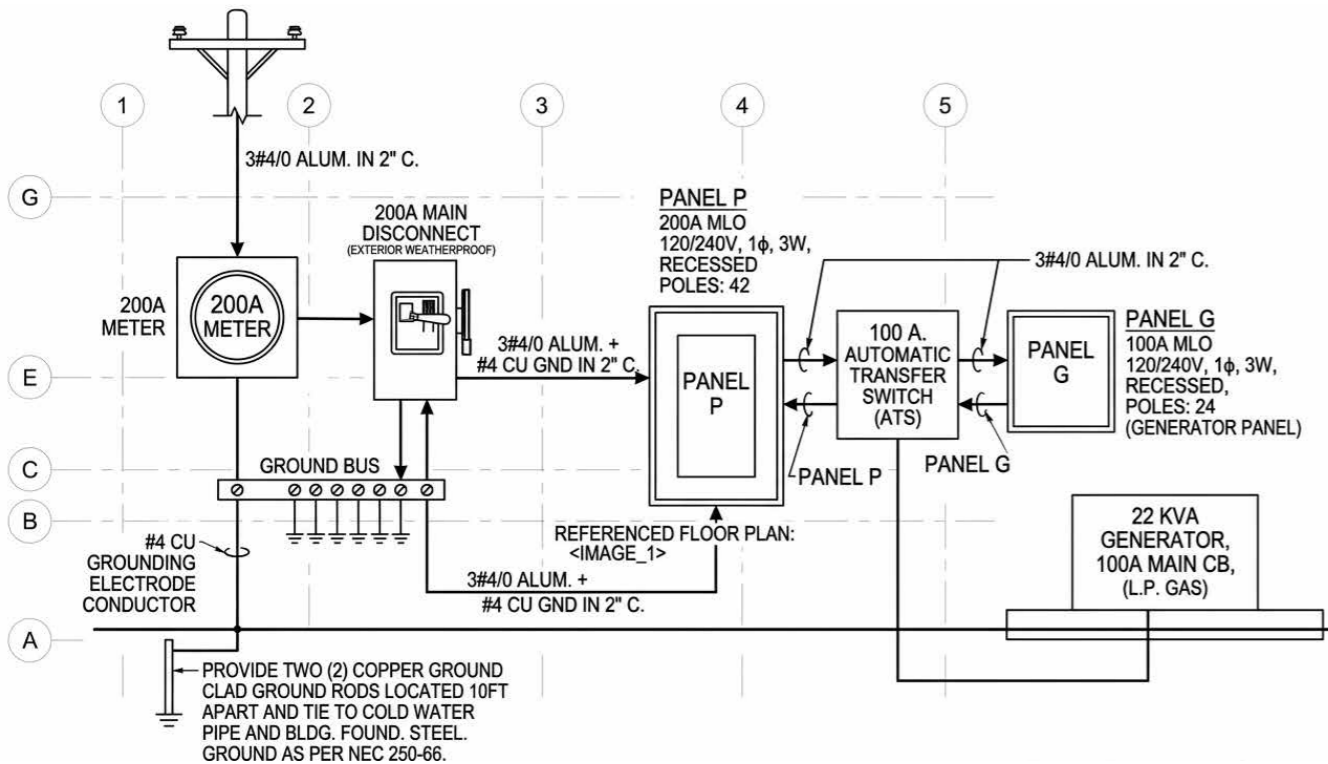 1
2
3
4
5
G
E
C
B
A
3#4/0 ALUM. IN 2" C.
200A MAIN
DISCONNECT
(EXTERIOR WEATHERPROOF)
PANEL P
200A MLO
120/240V, 1ϕ, 3W,
RECESSED
POLES: 42
3#4/0 ALUM. IN 2" C.
200A
METER
200A
METER
3#4/0 ALUM. +
#4 CU GND IN 2" C.
PANEL
P
100 A.
AUTOMATIC
TRANSFER
SWITCH
(ATS)
PANEL
G
PANEL G
100A MLO
120/240V, 1ϕ, 3W,
RECESSED,
POLES: 24
(GENERATOR PANEL)
GROUND BUS
PANEL P
PANEL G
#4 CU
GROUNDING
ELECTRODE
CONDUCTOR
REFERENCED FLOOR PLAN:
<IMAGE_1>
3#4/0 ALUM. +
#4 CU GND IN 2" C.
22 KVA
GENERATOR,
100A MAIN CB,
(L.P. GAS)
PROVIDE TWO (2) COPPER GROUND
CLAD GROUND RODS LOCATED 10FT
APART AND TIE TO COLD WATER
PIPE AND BLDG. FOUND. STEEL.
GROUND AS PER NEC 250-66.